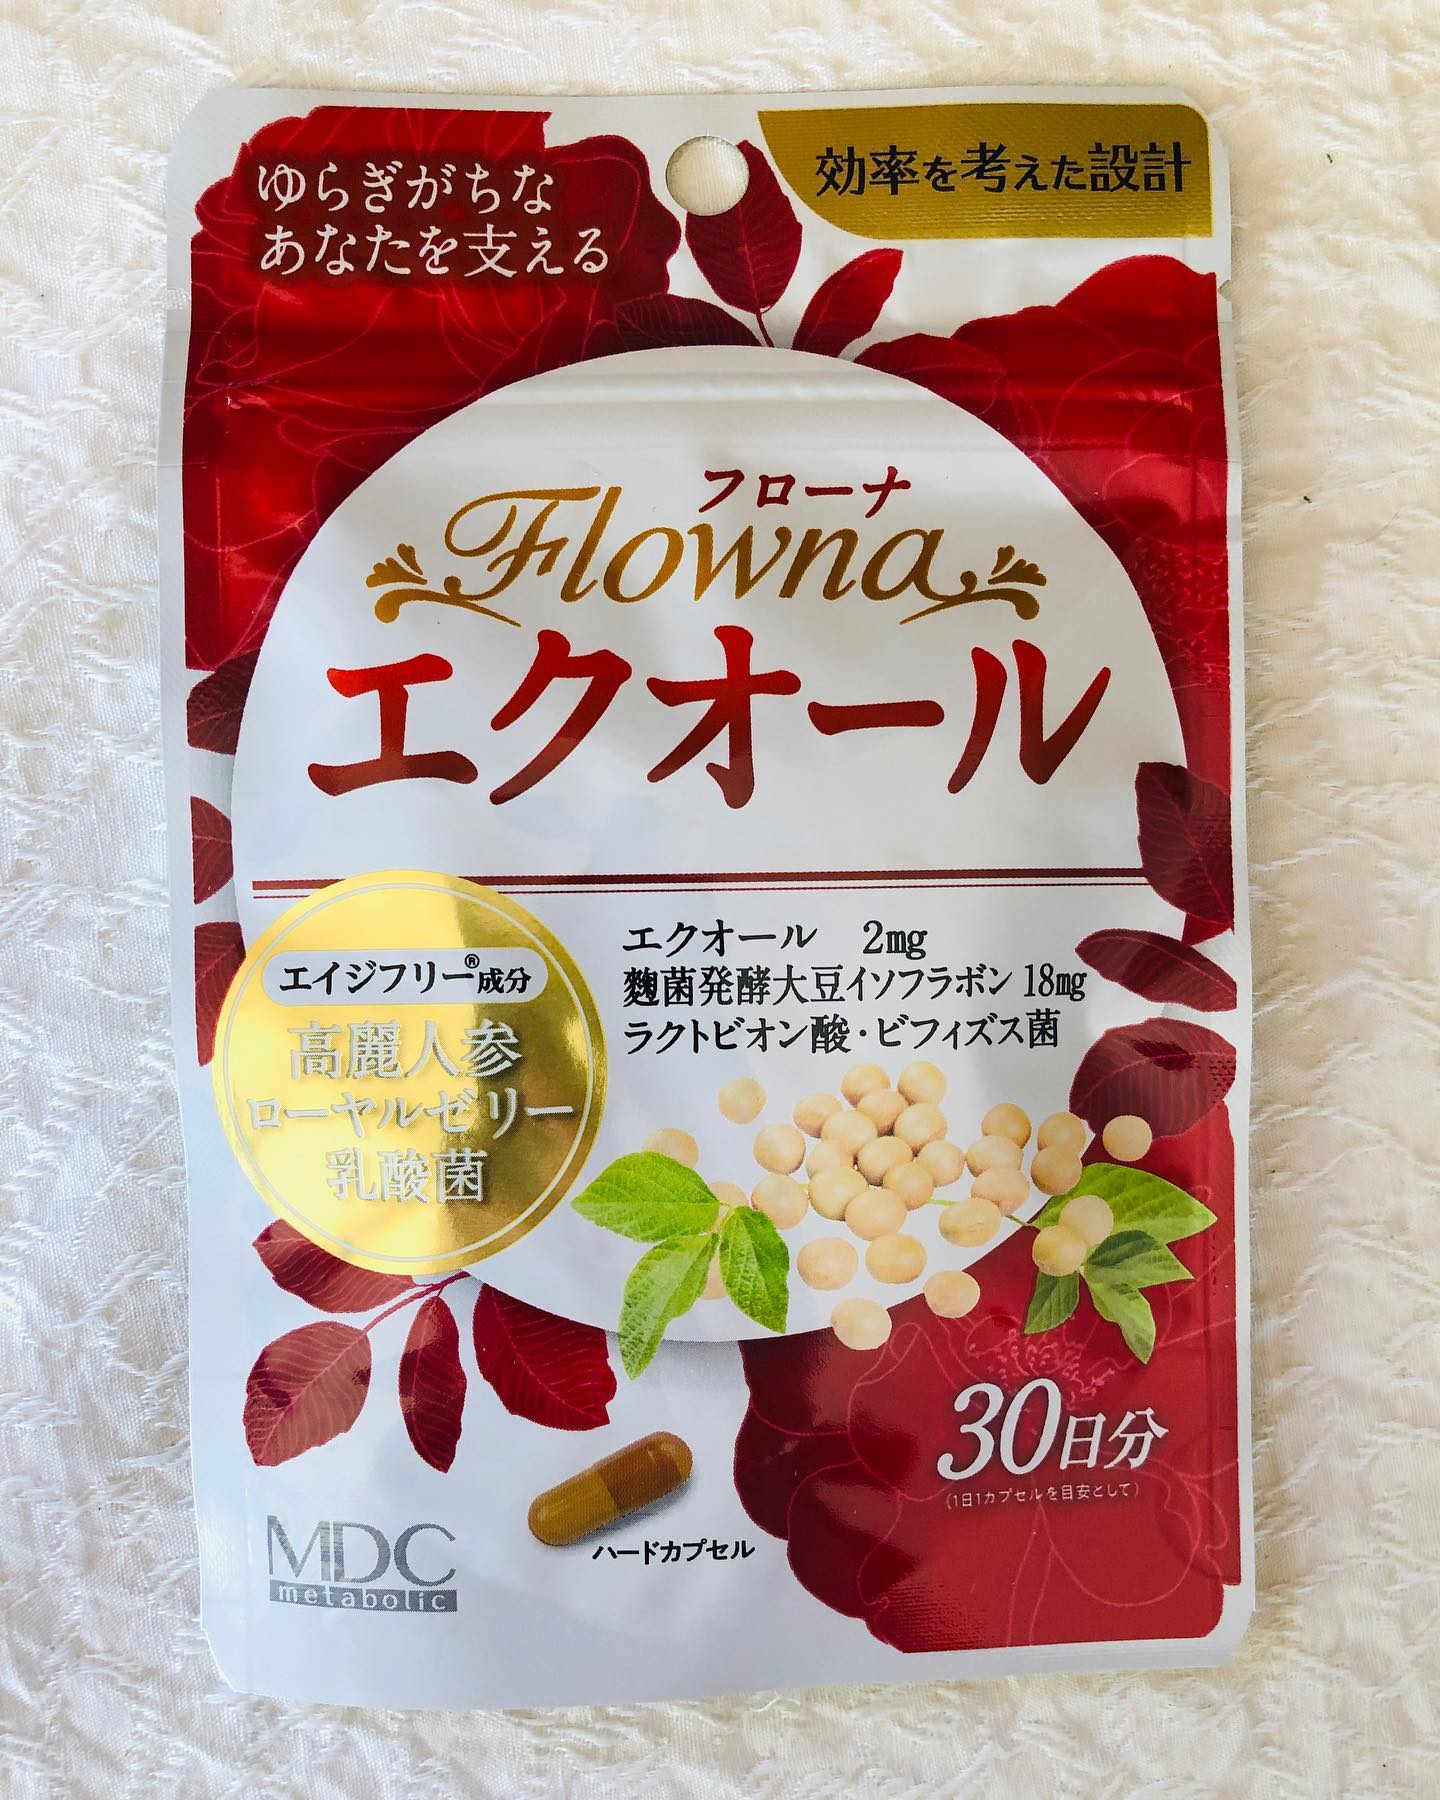 ゆらぎがちな
あなたを支える
効率を考えた設計
フローナ
Flowna
エクオール
エイジフリー®成分
高麗人参
ローヤルゼリー
乳酸菌
エクオール 2mg
麹菌発酵大豆イソフラボン 18mg
ラクトビオン酸・ビフィズス菌
30日分
(1日1カプセルを目安として)
ハードカプセル
MDC
metabolic